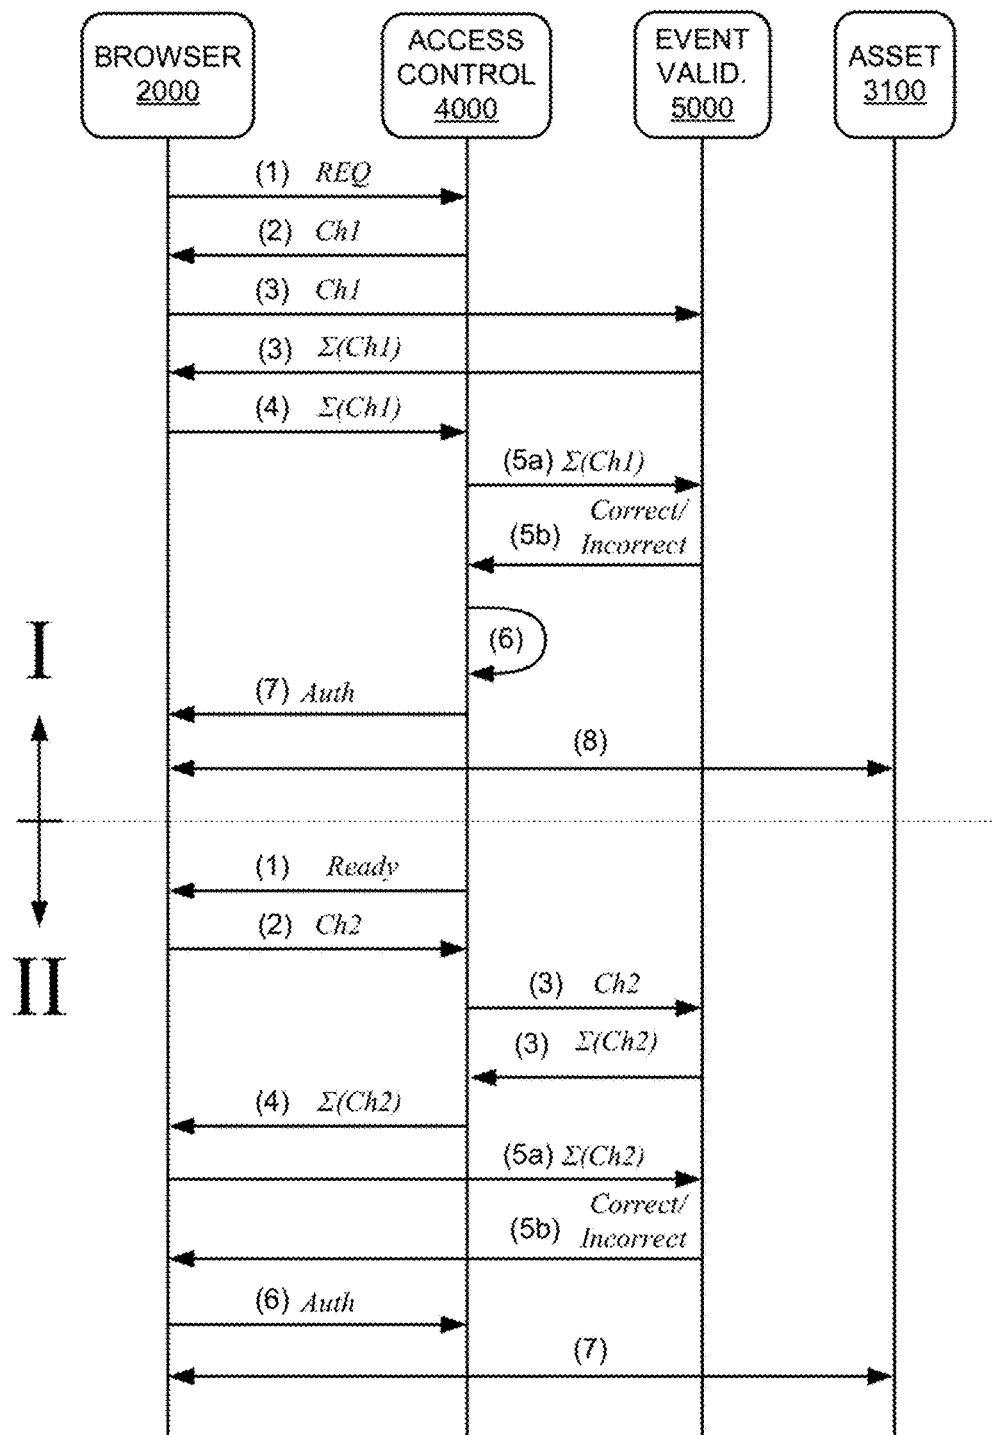 BROWSER
2000
ACCESS
CONTROL
4000
EVENT
VALID.
5000
ASSET
3100
(1) REQ
(2) Ch1
(3) Ch1
(3) Σ(Ch1)
(4) Σ(Ch1)
(5a) Σ(Ch1)
(5b) Correct/
Incorrect
(6)
I
(7) Auth
(8)
(1) Ready
(2) Ch2
II
(3) Ch2
(3) Σ(Ch2)
(4) Σ(Ch2)
(5a) Σ(Ch2)
(5b) Correct/
Incorrect
(6) Auth
(7)